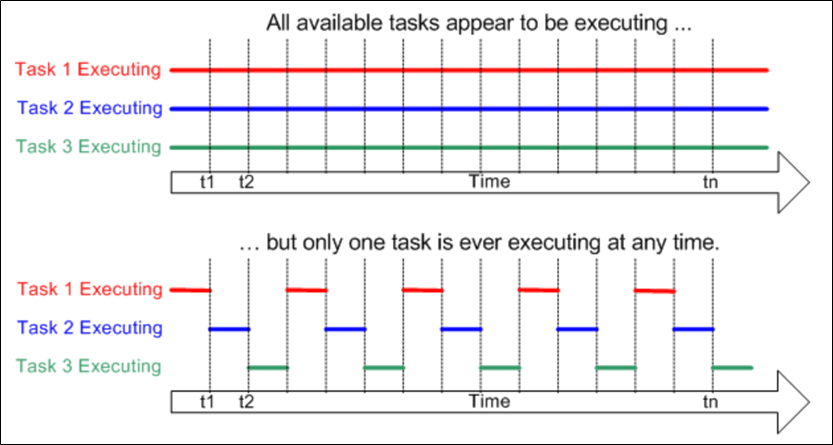 All available tasks appear to be executing ...
Task 1 Executing
Task 2 Executing
Task 3 Executing
t1 t2 Time tn
... but only one task is ever executing at any time.
Task 1 Executing
Task 2 Executing
Task 3 Executing
t1 t2 Time tn